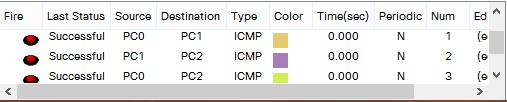 Fire Last Status Source Destination Type Color Time(sec) Periodic Num Ed
Successful PC0 PC1 ICMP 0.000 N 1 (e
Successful PC1 PC2 ICMP 0.000 N 2 (e
Successful PC0 PC2 ICMP 0.000 N 3 (e